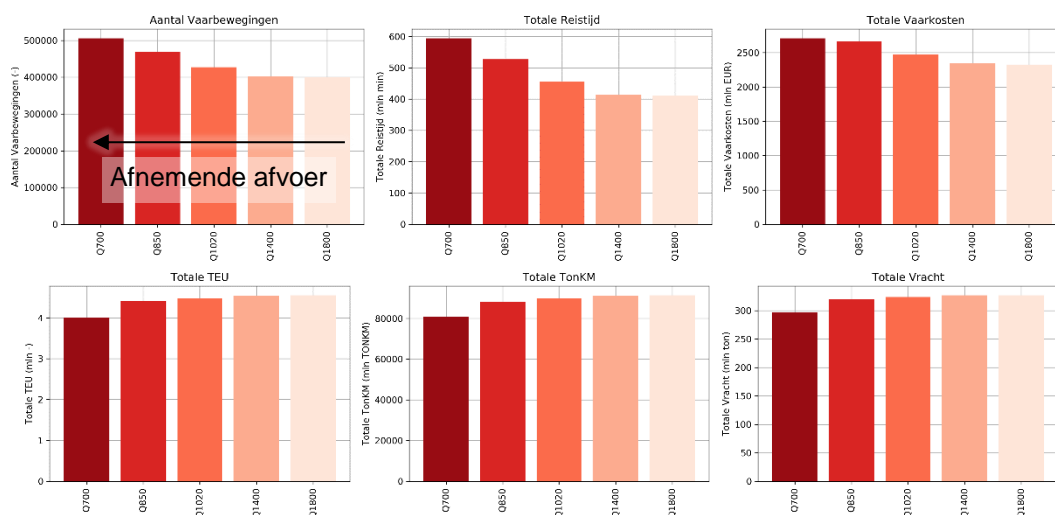 Aantal Vaarbewegingen
Aantal Vaarbewegingen (-)
500000
400000
300000
200000
100000
0
Afnemende afvoer
Q700
Q850
Q1020
Q1400
Q1800
Totale Reistijd
Totale Reistijd (mln min)
600
500
400
300
200
100
0
Q700
Q850
Q1020
Q1400
Q1800
Totale Vaarkosten
Totale Vaarkosten (mln EUR)
2500
2000
1500
1000
500
0
Q700
Q850
Q1020
Q1400
Q1800
Totale TEU
Totale TEU (mln -)
4
3
2
1
0
Q700
Q850
Q1020
Q1400
Q1800
Totale TonKM
Totale TonKM (mln TONKM)
80000
60000
40000
20000
0
Q700
Q850
Q1020
Q1400
Q1800
Totale Vracht
Totale Vracht (mln ton)
300
250
200
150
100
50
0
Q700
Q850
Q1020
Q1400
Q1800